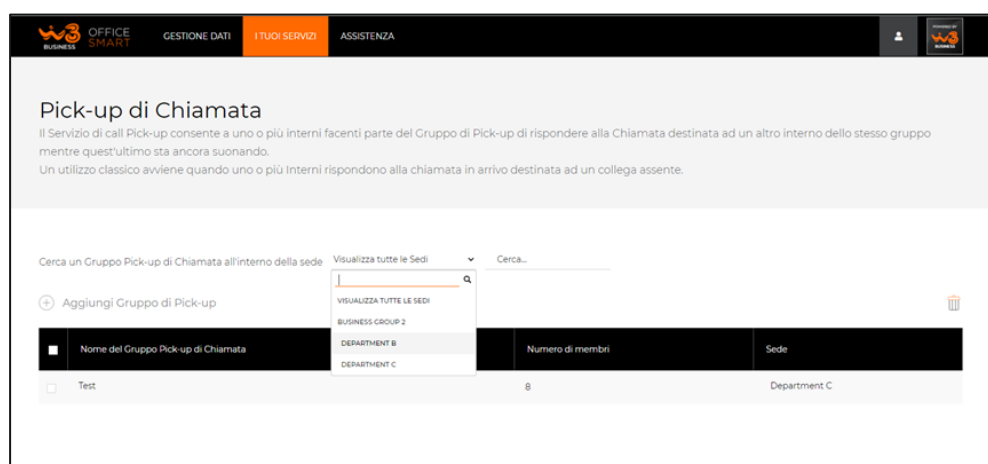 W3 BUSINESS OFFICE SMART GESTIONE DATI I TUOI SERVIZI ASSISTENZA POWERED BY W3 BUSINESS
Pick-up di Chiamata
Il Servizio di call Pick-up consente a uno o più interni facenti parte del Gruppo di Pick-up di rispondere alla Chiamata destinata ad un altro interno dello stesso gruppo
mentre quest'ultimo sta ancora suonando.
Un utilizzo classico avviene quando uno o più Interni rispondono alla chiamata in arrivo destinata ad un collega assente.
Cerca un Gruppo Pick-up di Chiamata all'interno della sede Visualizza tutte le Sedi Cerca...
Aggiungi Gruppo di Pick-up
VISUALIZZA TUTTE LE SEDI
BUSINESS GROUP 2
DEPARTMENT B
DEPARTMENT C
Nome del Gruppo Pick-up di Chiamata Numero di membri Sede
Test 8 Department C